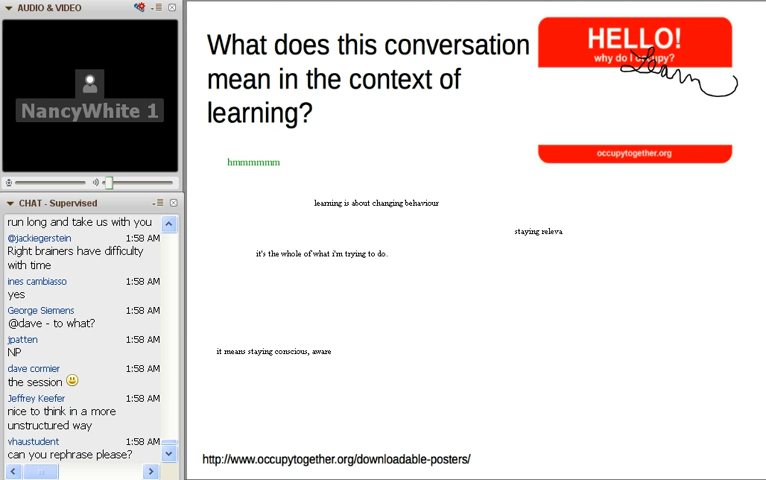 AUDIO & VIDEO
NancyWhite 1
CHAT - Supervised
run long and take us with you
@jackiegerstein 1:58 AM
Right brainers have difficulty
with time
ines cambiasso 1:58 AM
yes
George Siemens 1:58 AM
@dave - to what?
jpatten 1:58 AM
NP
dave cormier 1:58 AM
the session
Jeffrey Keefer 1:58 AM
nice to think in a more
unstructured way
vhaustudent 1:58 AM
can you rephrase please?
What does this conversation
mean in the context of
learning?
HELLO!
why do I occupy?
Learn
occupytogether.org
hmmmmmm
learning is about changing behaviour
staying releva
it's the whole of what i'm trying to do.
it means staying conscious, aware
http://www.occupytogether.org/downloadable-posters/